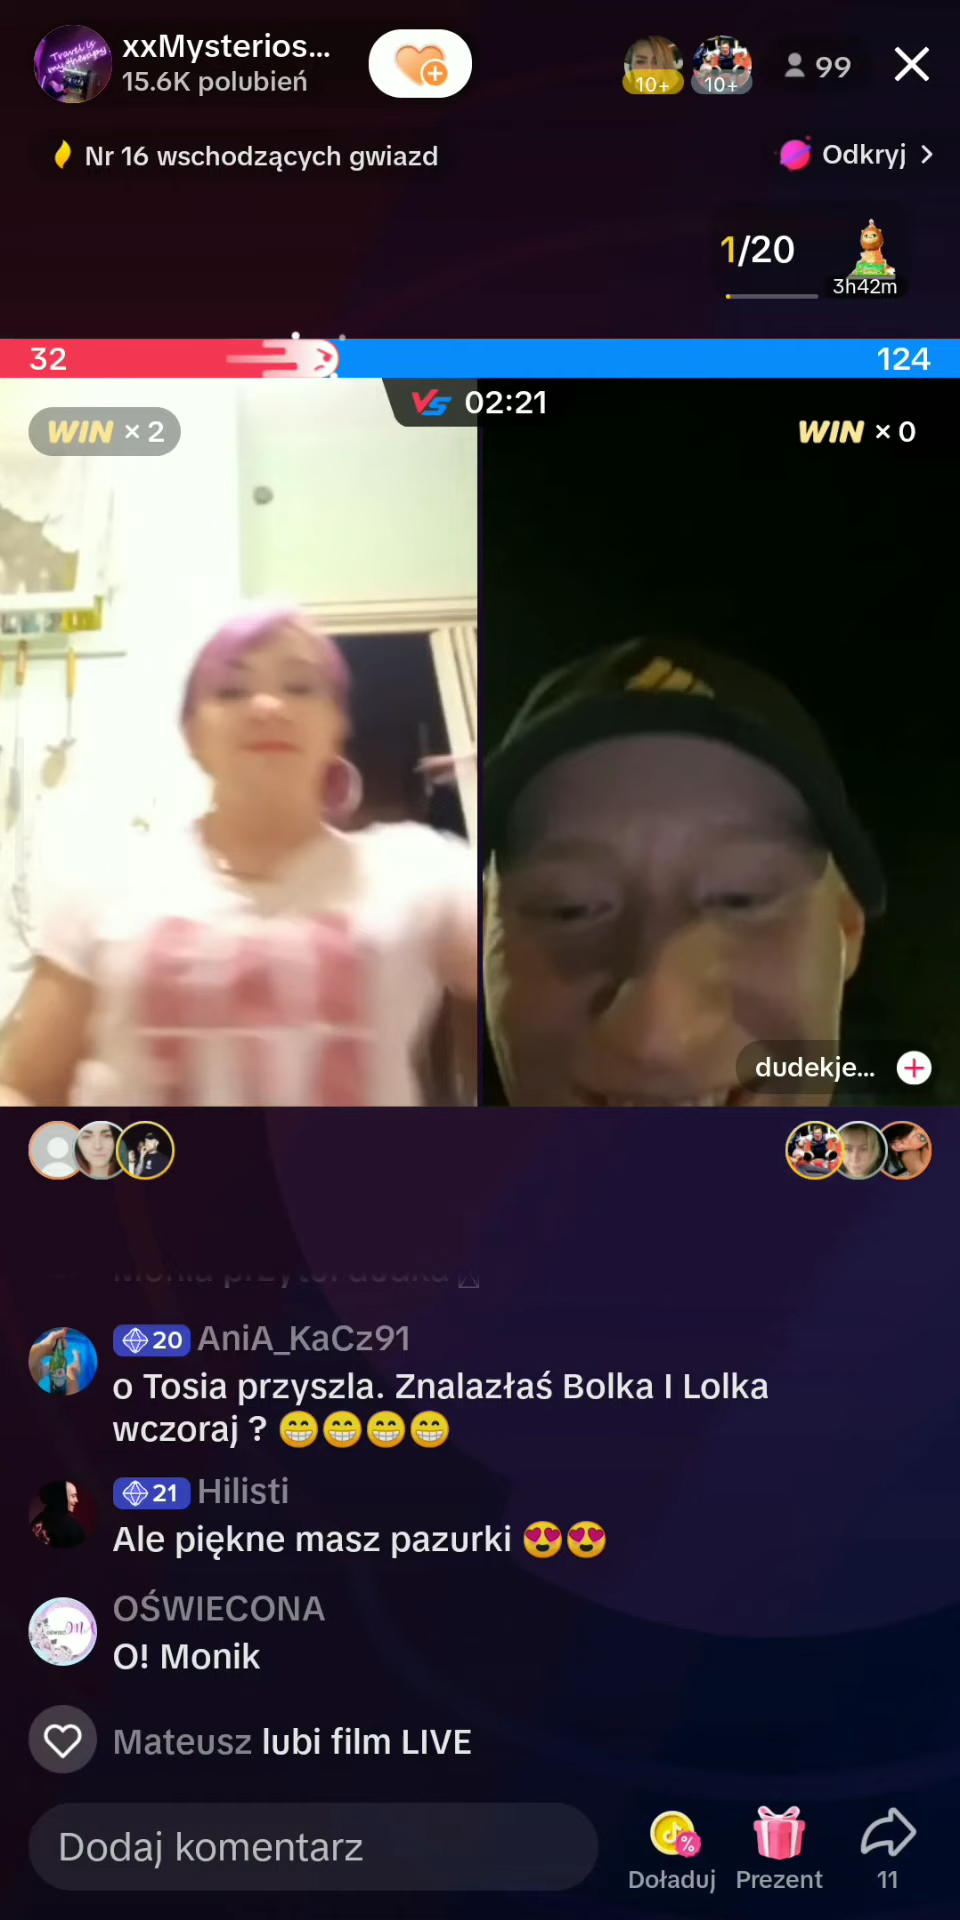 xxMysterios...
15.6K polubień
10+
10+
99
Nr 16 wschodzących gwiazd
Odkryj
1/20
3h42m
32
124
VS 02:21
WIN × 2
WIN × 0
dudekje...
20 AniA_KaCz91
o Tosia przyszla. Znalazłaś Bolka I Lolka
wczoraj ? 😁😁😁😁
21 Hilisti
Ale piękne masz pazurki 😍😍
OŚWIECONA
O! Monik
Mateusz lubi film LIVE
Dodaj komentarz
Doładuj
Prezent
11